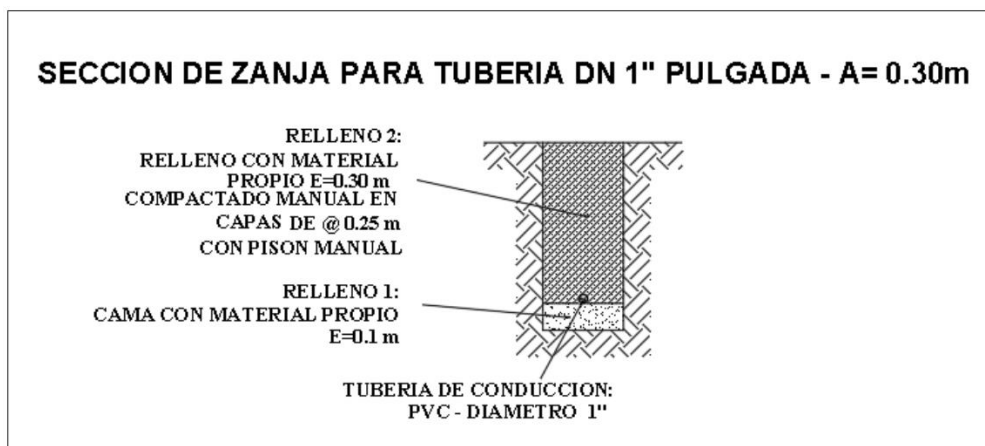 SECCION DE ZANJA PARA TUBERIA DN 1" PULGADA - A= 0.30m
RELLENO 2:
RELLENO CON MATERIAL
PROPIO E=0.30 m
COMPACTADO MANUAL EN
CAPAS DE @ 0.25 m
CON PISON MANUAL
RELLENO 1:
CAMA CON MATERIAL PROPIO
E=0.1 m
TUBERIA DE CONDUCCION:
PVC - DIAMETRO 1"